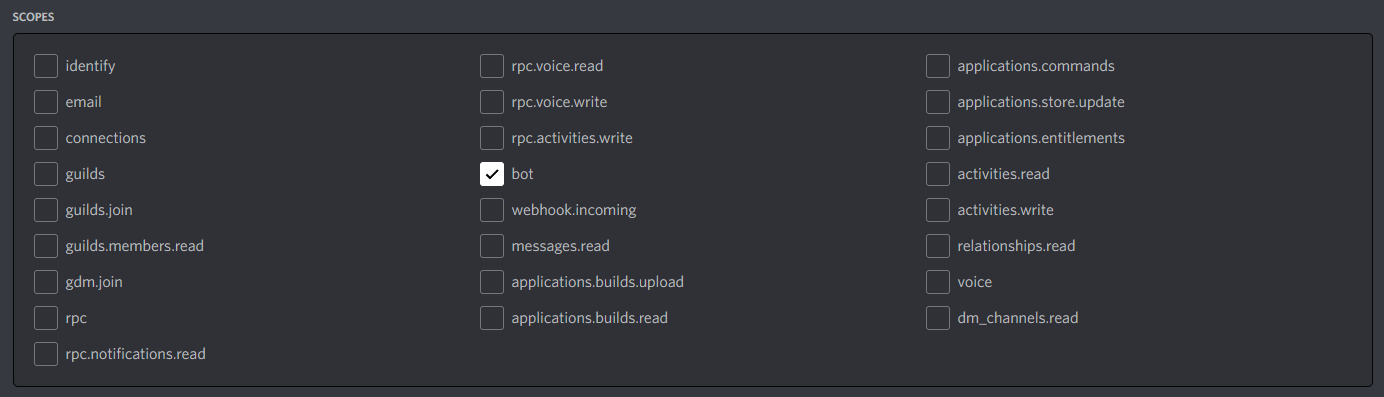 SCOPES
identify
email
connections
guilds
guilds.join
guilds.members.read
gdm.join
rpc
rpc.notifications.read
rpc.voice.read
rpc.voice.write
rpc.activities.write
bot
webhook.incoming
messages.read
applications.builds.upload
applications.builds.read
applications.commands
applications.store.update
applications.entitlements
activities.read
activities.write
relationships.read
voice
dm_channels.read